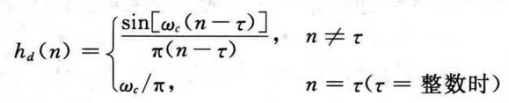 h_d(n) = { sin[ω_c(n − τ)] / π(n − τ), n ≠ τ
ω_c/π, n = τ(τ = 整数时)